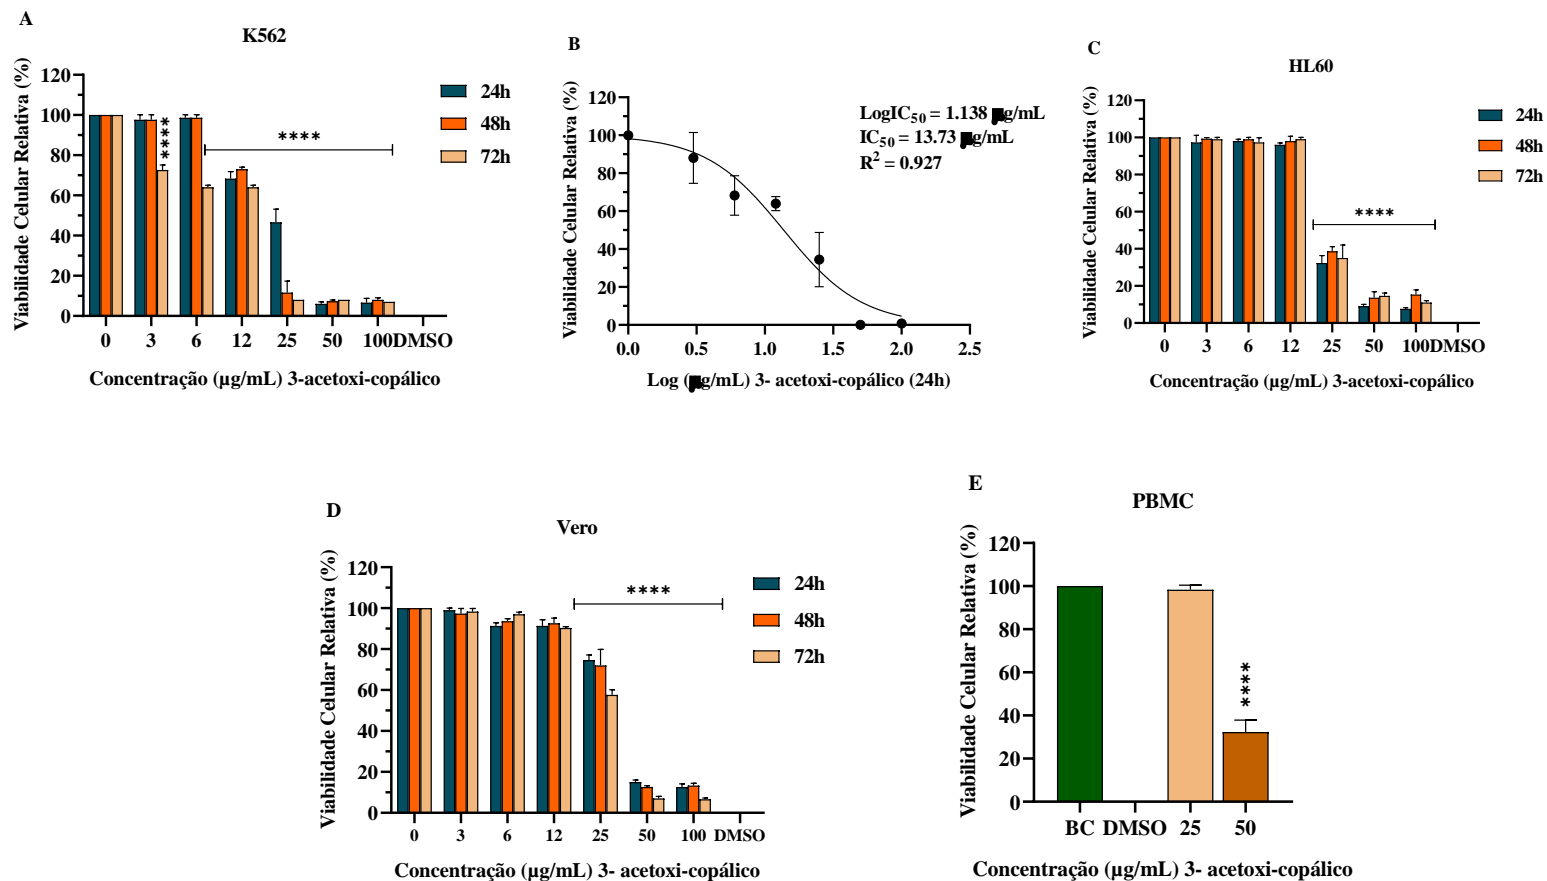 A
K562
Viabilidade Celular Relativa (%)
120
100
80
60
40
20
0
****
****
24h
48h
72h
0 3 6 12 25 50 100 DMSO
Concentração (µg/mL) 3-acetoxi-copálico
B
Viabilidade Celular Relativa (%)
120
100
80
60
40
20
0
LogIC50 = 1.138 g/mL
IC50 = 13.73 g/mL
R2 = 0.927
0.0 0.5 1.0 1.5 2.0 2.5
Log ( g/mL) 3- acetoxi-copálico (24h)
C
HL60
Viabilidade Celular Relativa (%)
120
100
80
60
40
20
0
****
24h
48h
72h
0 3 6 12 25 50 100 DMSO
Concentração (µg/mL) 3-acetoxi-copálico
D
Vero
Viabilidade Celular Relativa (%)
120
100
80
60
40
20
0
****
24h
48h
72h
0 3 6 12 25 50 100 DMSO
Concentração (µg/mL) 3- acetoxi-copálico
E
PBMC
Viabilidade Celular Relativa (%)
120
100
80
60
40
20
0
****
BC DMSO 25 50
Concentração (µg/mL) 3- acetoxi-copálico